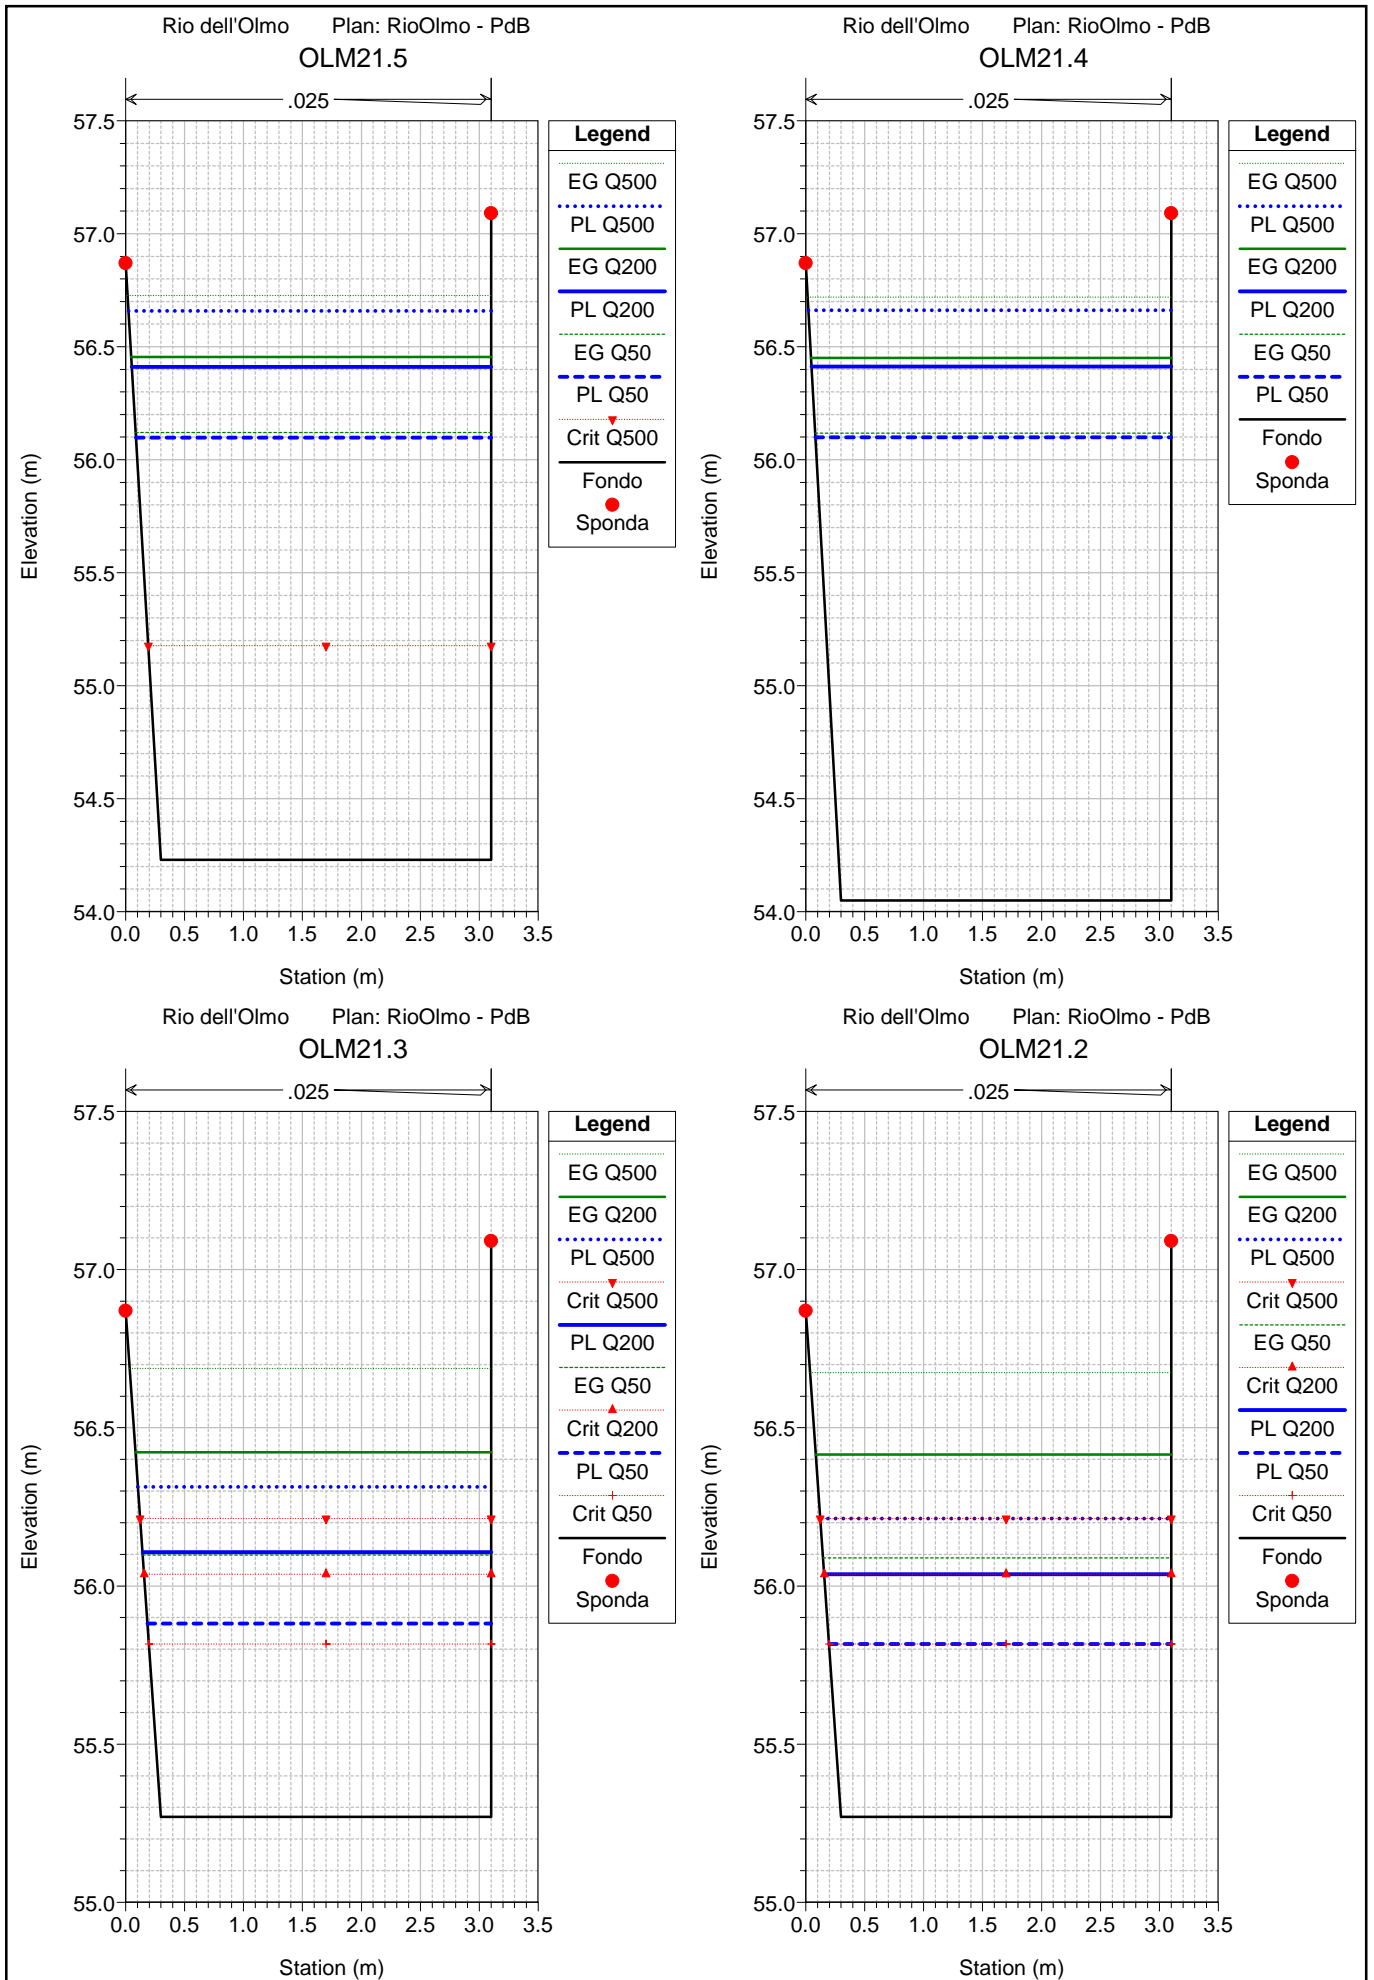 Rio dell'Olmo Plan: RioOlmo - PdB
OLM21.5
.025
57.5
57.0
56.5
56.0
55.5
55.0
54.5
54.0
Elevation (m)
0.0 0.5 1.0 1.5 2.0 2.5 3.0 3.5
Station (m)
Legend
EG Q500
PL Q500
EG Q200
PL Q200
EG Q50
PL Q50
Crit Q500
Fondo
Sponda
Rio dell'Olmo Plan: RioOlmo - PdB
OLM21.4
.025
57.5
57.0
56.5
56.0
55.5
55.0
54.5
54.0
Elevation (m)
0.0 0.5 1.0 1.5 2.0 2.5 3.0 3.5
Station (m)
Legend
EG Q500
PL Q500
EG Q200
PL Q200
EG Q50
PL Q50
Fondo
Sponda
Rio dell'Olmo Plan: RioOlmo - PdB
OLM21.3
.025
57.5
57.0
56.5
56.0
55.5
55.0
Elevation (m)
0.0 0.5 1.0 1.5 2.0 2.5 3.0 3.5
Station (m)
Legend
EG Q500
EG Q200
PL Q500
Crit Q500
PL Q200
EG Q50
Crit Q200
PL Q50
Crit Q50
Fondo
Sponda
Rio dell'Olmo Plan: RioOlmo - PdB
OLM21.2
.025
57.5
57.0
56.5
56.0
55.5
55.0
Elevation (m)
0.0 0.5 1.0 1.5 2.0 2.5 3.0 3.5
Station (m)
Legend
EG Q500
EG Q200
PL Q500
Crit Q500
EG Q50
Crit Q200
PL Q200
PL Q50
Crit Q50
Fondo
Sponda